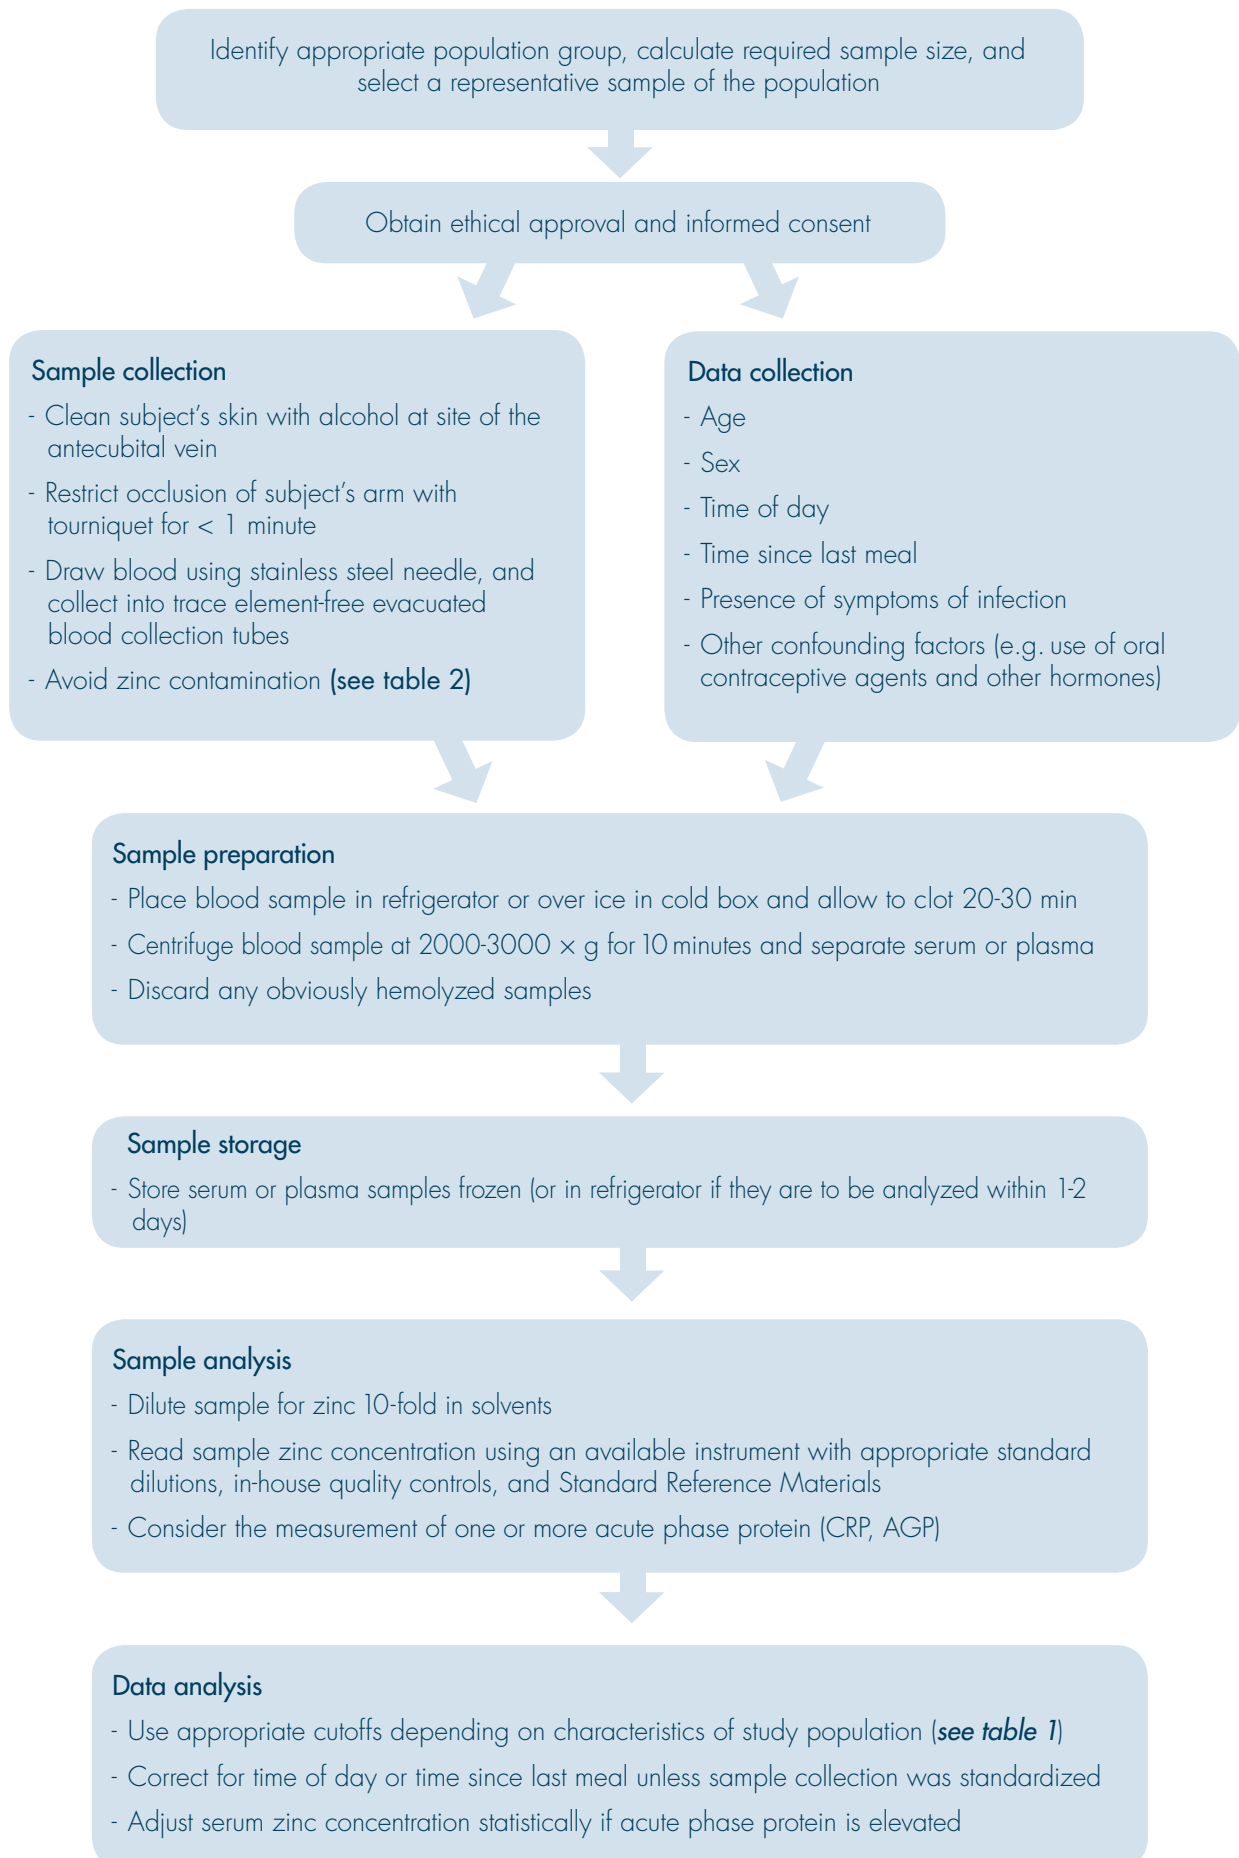 Identify appropriate population group, calculate required sample size, and
select a representative sample of the population
Obtain ethical approval and informed consent
Sample collection
- Clean subject's skin with alcohol at site of the
antecubital vein
- Restrict occlusion of subject's arm with
tourniquet for < 1 minute
- Draw blood using stainless steel needle, and
collect into trace element-free evacuated
blood collection tubes
- Avoid zinc contamination (see table 2)
Data collection
- Age
- Sex
- Time of day
- Time since last meal
- Presence of symptoms of infection
- Other confounding factors (e.g. use of oral
contraceptive agents and other hormones)
Sample preparation
- Place blood sample in refrigerator or over ice in cold box and allow to clot 20-30 min
- Centrifuge blood sample at 2000-3000 × g for 10 minutes and separate serum or plasma
- Discard any obviously hemolyzed samples
Sample storage
- Store serum or plasma samples frozen (or in refrigerator if they are to be analyzed within 1-2
days)
Sample analysis
- Dilute sample for zinc 10-fold in solvents
- Read sample zinc concentration using an available instrument with appropriate standard
dilutions, in-house quality controls, and Standard Reference Materials
- Consider the measurement of one or more acute phase protein (CRP, AGP)
Data analysis
- Use appropriate cutoffs depending on characteristics of study population (see table 1)
- Correct for time of day or time since last meal unless sample collection was standardized
- Adjust serum zinc concentration statistically if acute phase protein is elevated